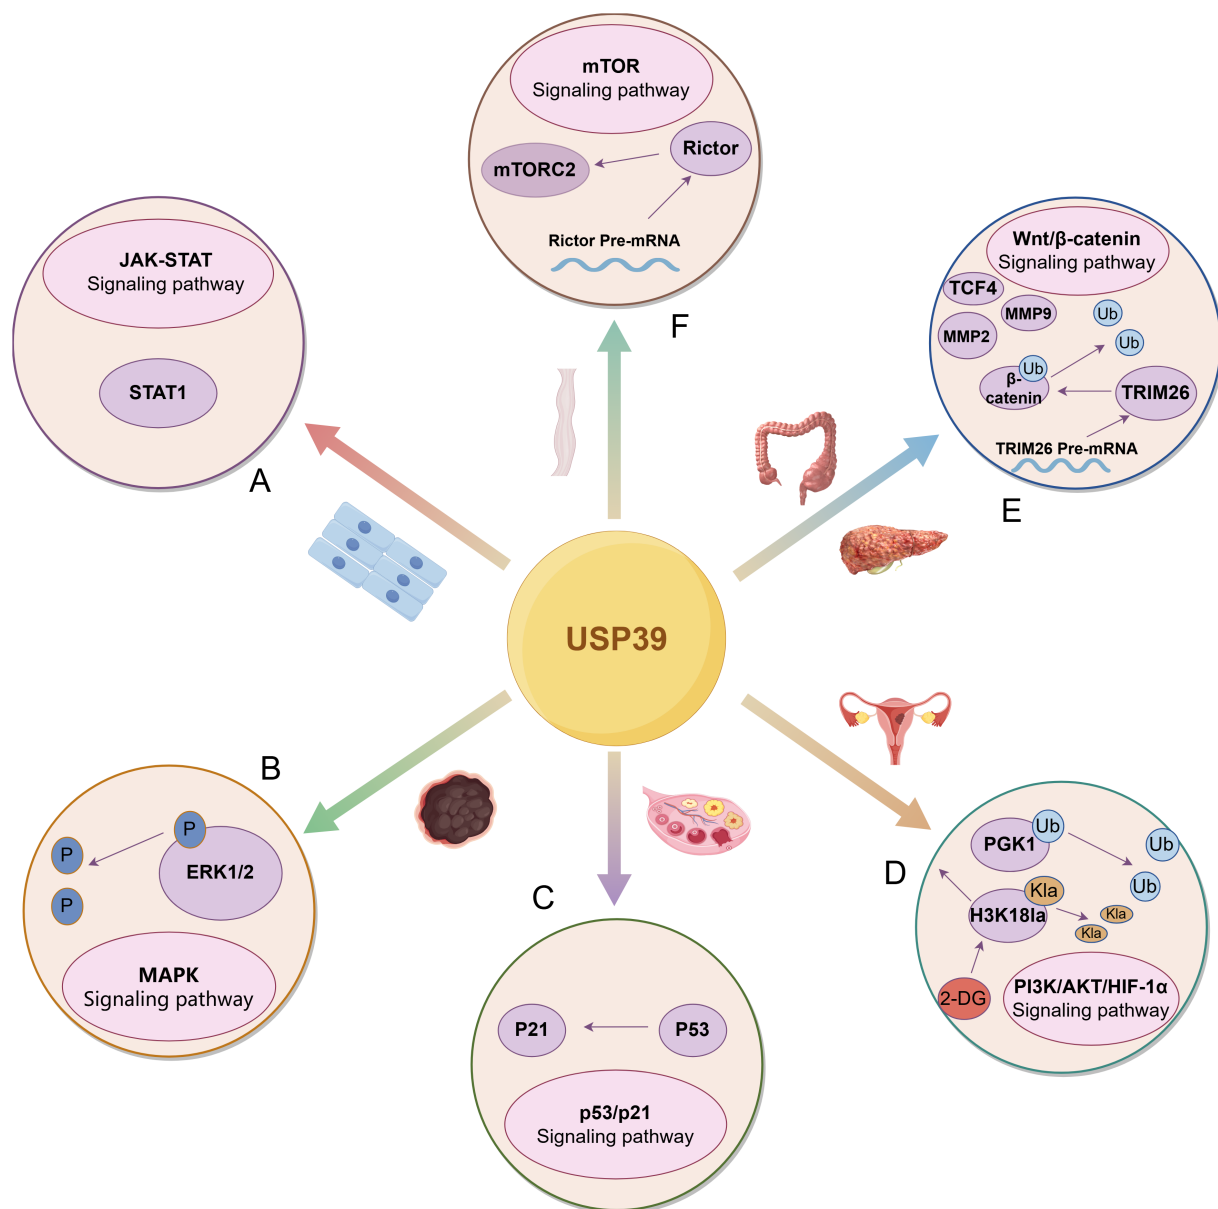 mTOR
Signaling pathway
Rictor
mTORC2
Rictor Pre-mRNA
F
JAK-STAT
Signaling pathway
STAT1
A
Wnt/β-catenin
Signaling pathway
TCF4
MMP9
MMP2
Ub
Ub
Ub
β-
catenin
TRIM26
TRIM26 Pre-mRNA
E
USP39
B
P
P
P
ERK1/2
MAPK
Signaling pathway
C
P21
P53
p53/p21
Signaling pathway
D
PGK1
Ub
Ub
Ub
Kla
H3K18la
Kla
Kla
2-DG
PI3K/AKT/HIF-1α
Signaling pathway